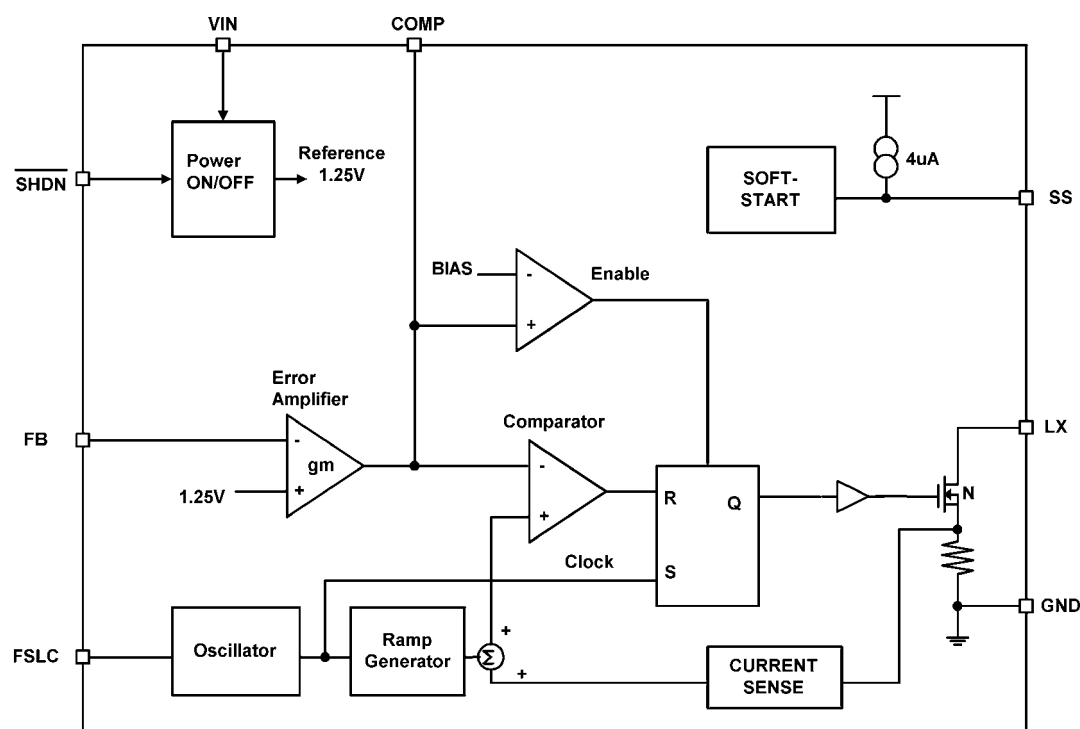 VIN
COMP
SHDN
Power
ON/OFF
Reference
1.25V
SOFT-
START
4uA
SS
BIAS
-
+
Enable
Error
Amplifier
FB
-
gm
+
1.25V
Comparator
-
+
R
Q
S
N
LX
Clock
GND
FSLC
Oscillator
Ramp
Generator
+
Σ
+
CURRENT
SENSE